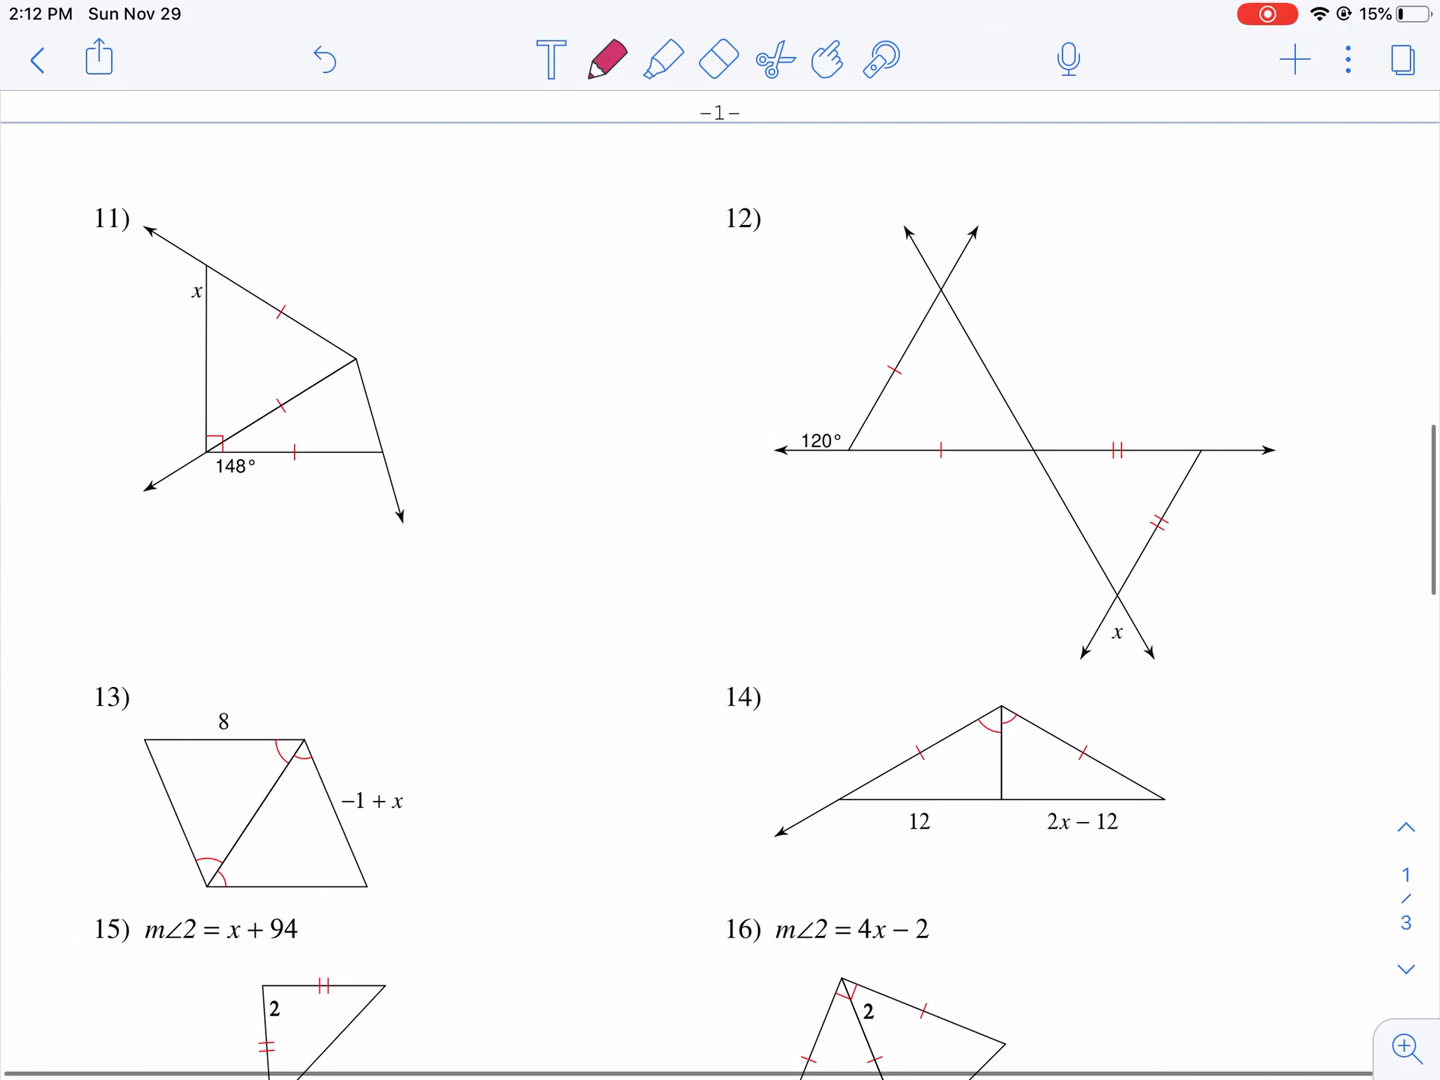 2:12 PM Sun Nov 29
15%
T
-1-
11)
x
148°
12)
120°
x
13)
8
−1 + x
14)
12
2x − 12
15) m∠2 = x + 94
2
16) m∠2 = 4x − 2
2
1
/
3